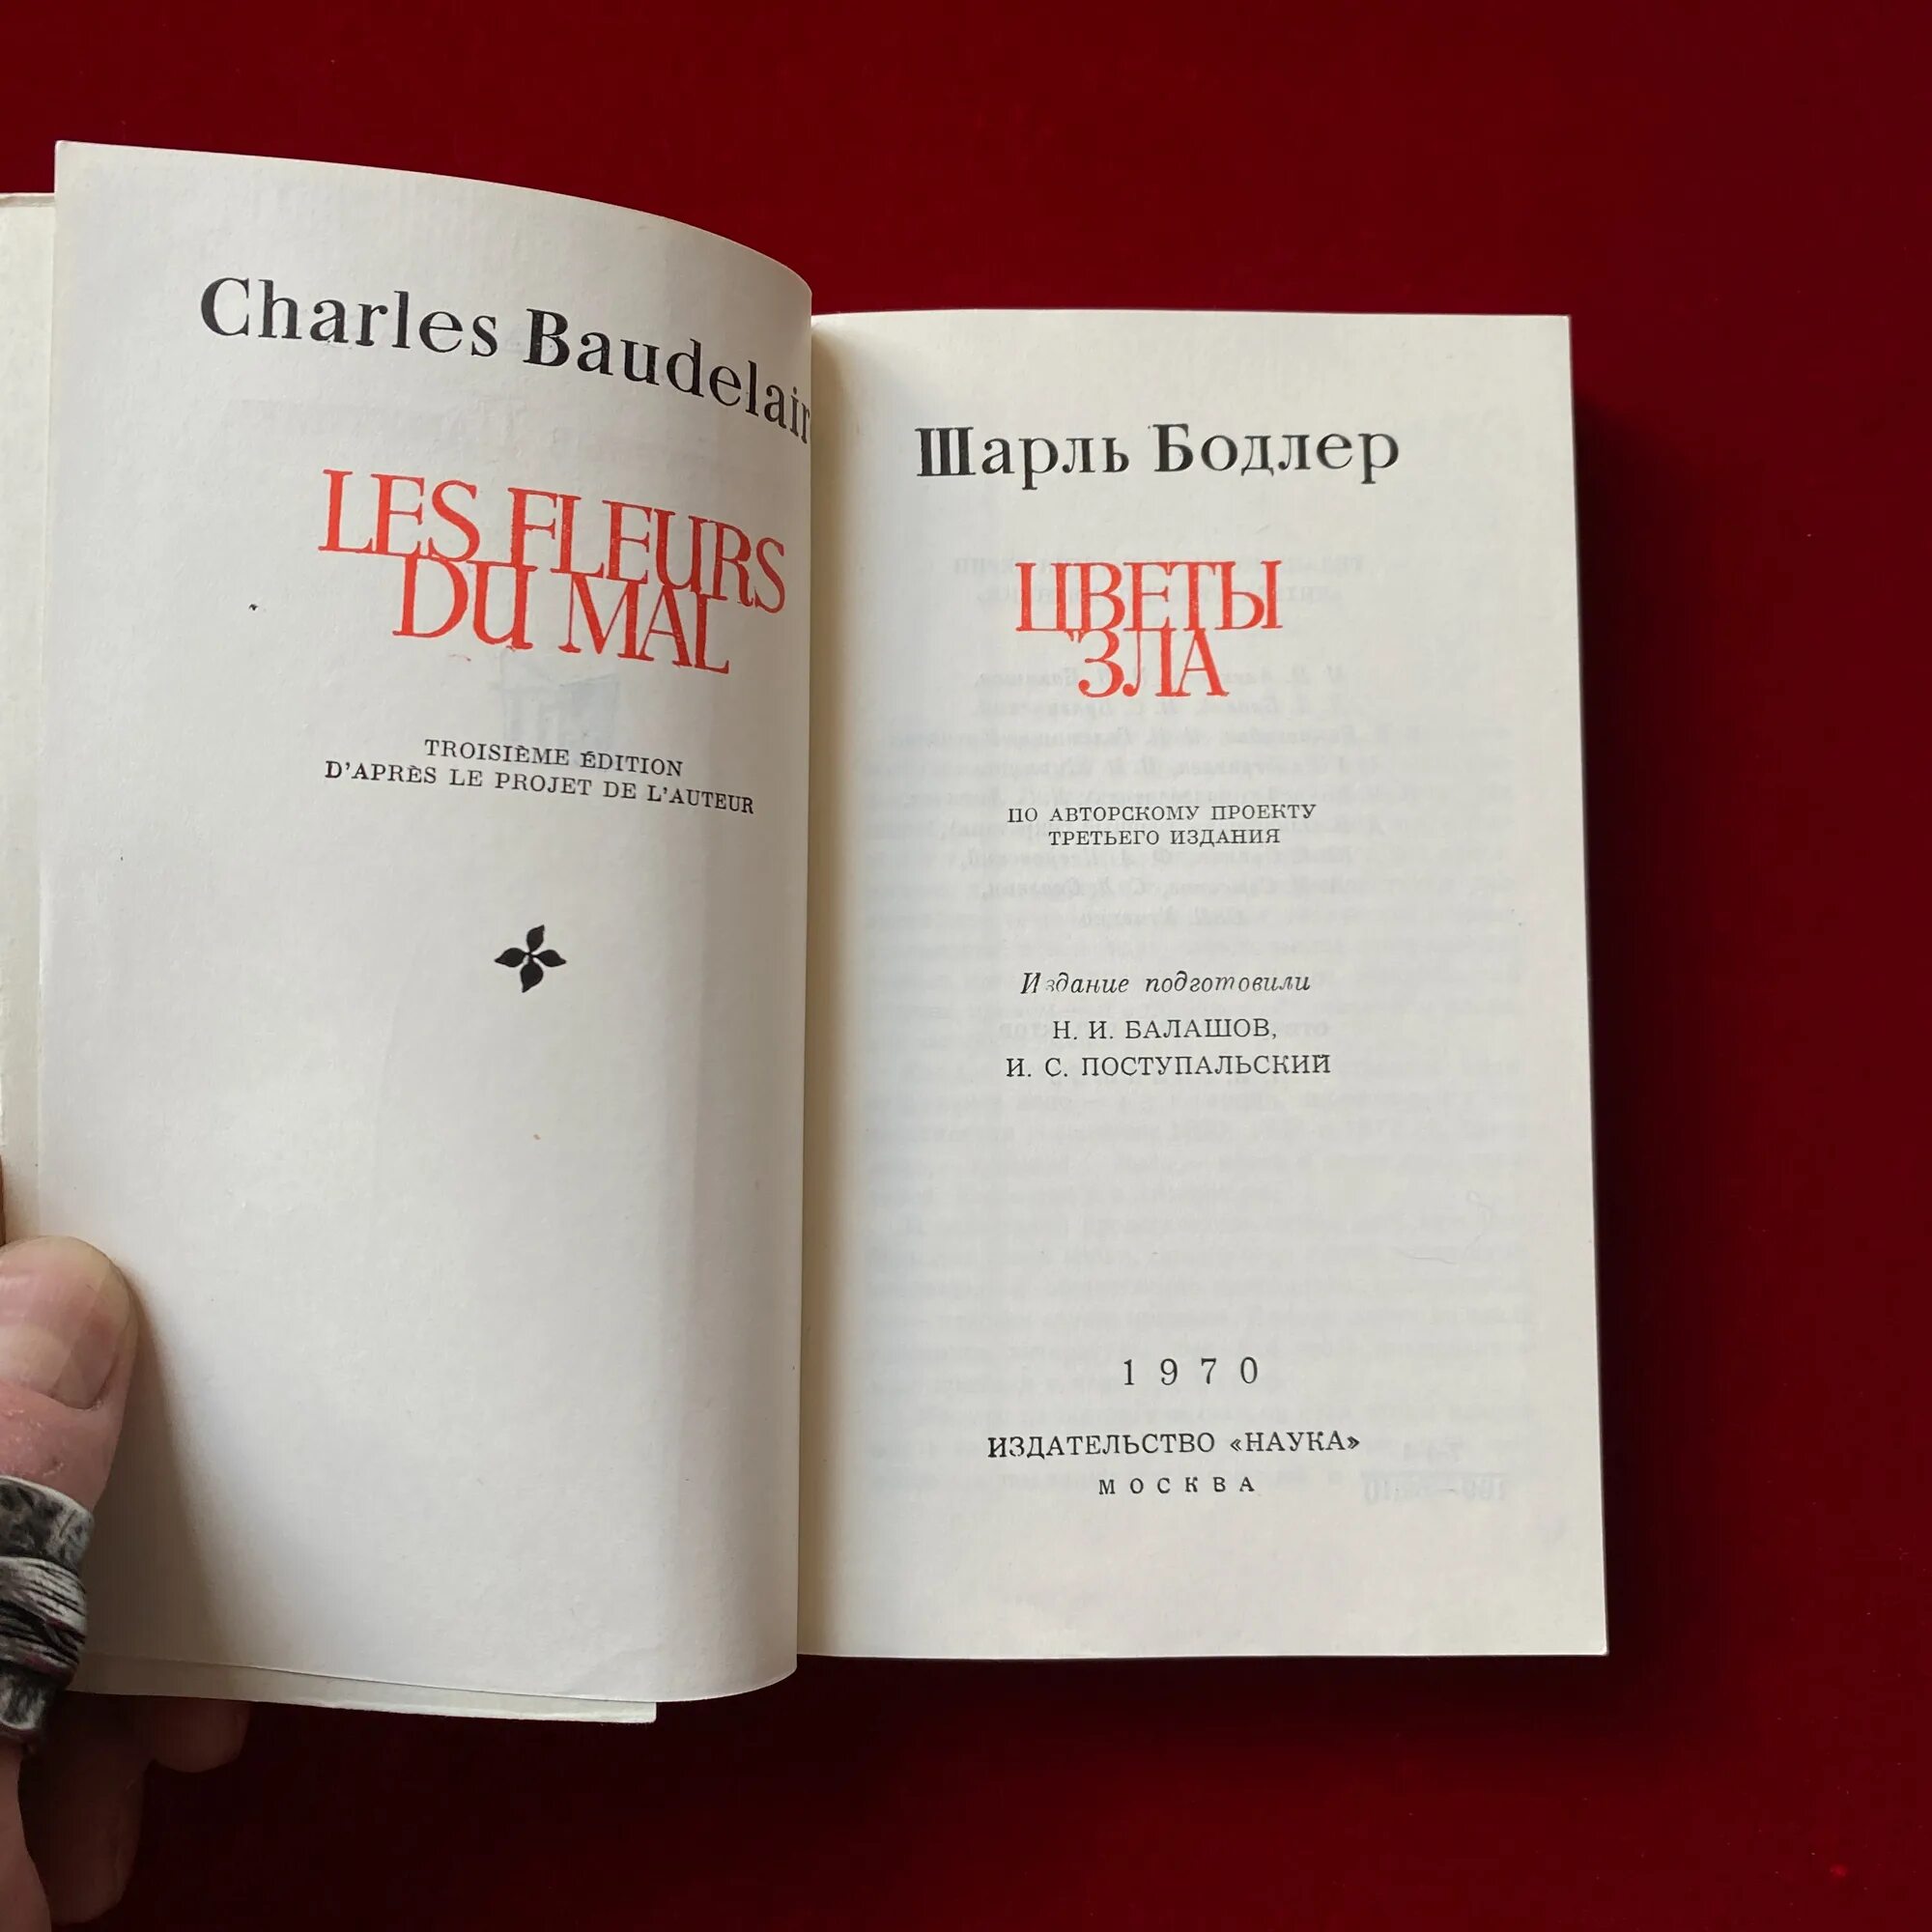 Charles Baudelair
LES FLEURS
DU MAL
TROISIÈME ÉDITION
D'APRÈS LE PROJET DE L'AUTEUR
Шарль Бодлер
ЦВЕТЫ
ЗЛА
ПО АВТОРСКОМУ ПРОЕКТУ
ТРЕТЬЕГО ИЗДАНИЯ
Издание подготовили
Н. И. БАЛАШОВ,
И. С. ПОСТУПАЛЬСКИЙ
1970
ИЗДАТЕЛЬСТВО «НАУКА»
МОСКВА